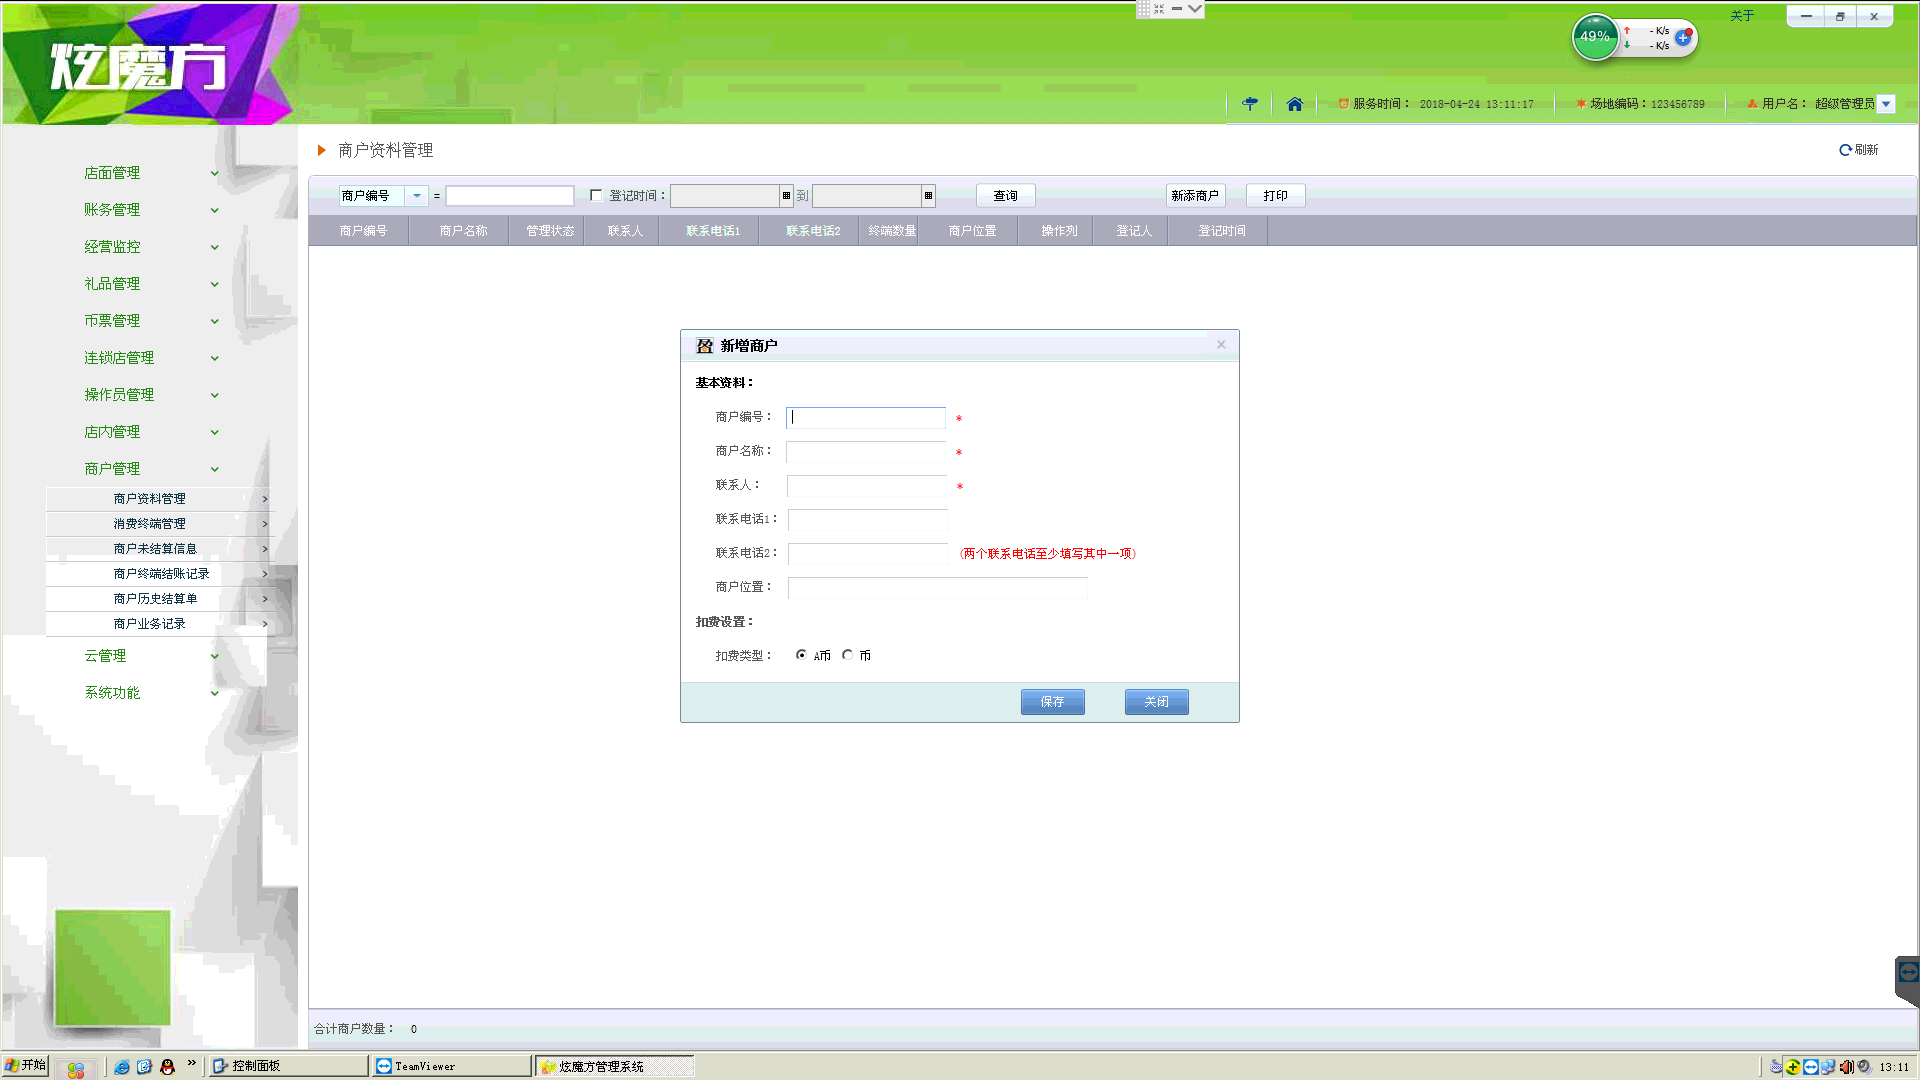 炫魔方
关于
49%
- K/s
- K/s
服务时间： 2018-04-24 13:11:17
场地编码：123456789
用户名： 超级管理员
店面管理
账务管理
经营监控
礼品管理
币票管理
连锁店管理
操作员管理
店内管理
商户管理
商户资料管理
消费终端管理
商户未结算信息
商户终端结账记录
商户历史结算单
商户业务记录
云管理
系统功能
商户资料管理
刷新
商户编号 = 登记时间： 到 查询 新添商户 打印
商户编号 商户名称 管理状态 联系人 联系电话1 联系电话2 终端数量 商户位置 操作列 登记人 登记时间
新增商户
基本资料：
商户编号： *
商户名称： *
联系人： *
联系电话1：
联系电话2： (两个联系电话至少填写其中一项)
商户位置：
扣费设置：
扣费类型： A币 币
保存 关闭
合计商户数量： 0
开始 控制面板 TeamViewer 炫魔方管理系统 13:11